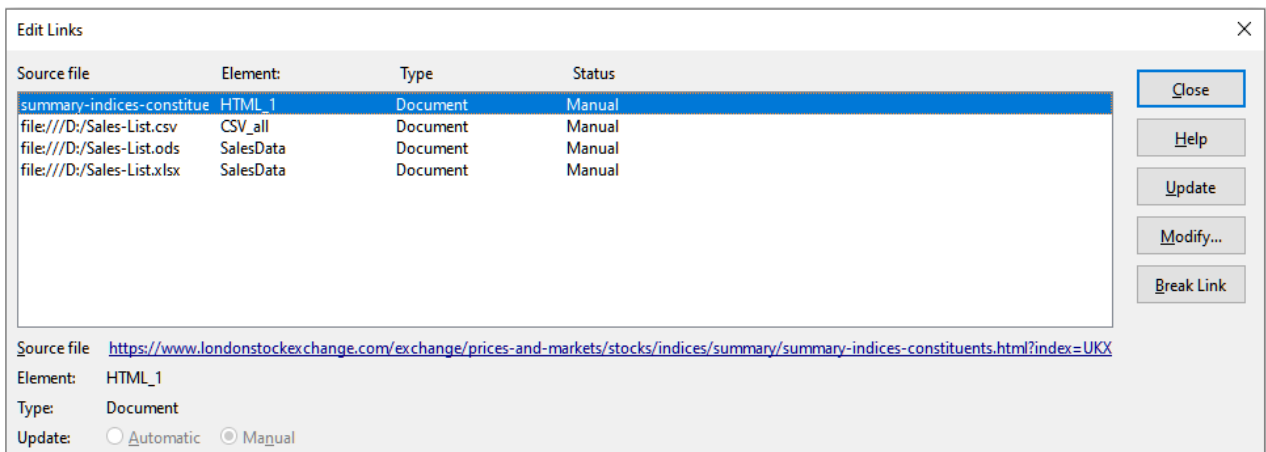 Edit Links
Source file Element: Type Status
summary-indices-constitue HTML_1 Document Manual
file:///D:/Sales-List.csv CSV_all Document Manual
file:///D:/Sales-List.ods SalesData Document Manual
file:///D:/Sales-List.xlsx SalesData Document Manual
Close
Help
Update
Modify...
Break Link
Source file https://www.londonstockexchange.com/exchange/prices-and-markets/stocks/indices/summary/summary-indices-constituents.html?index=UKX
Element: HTML_1
Type: Document
Update: Automatic Manual